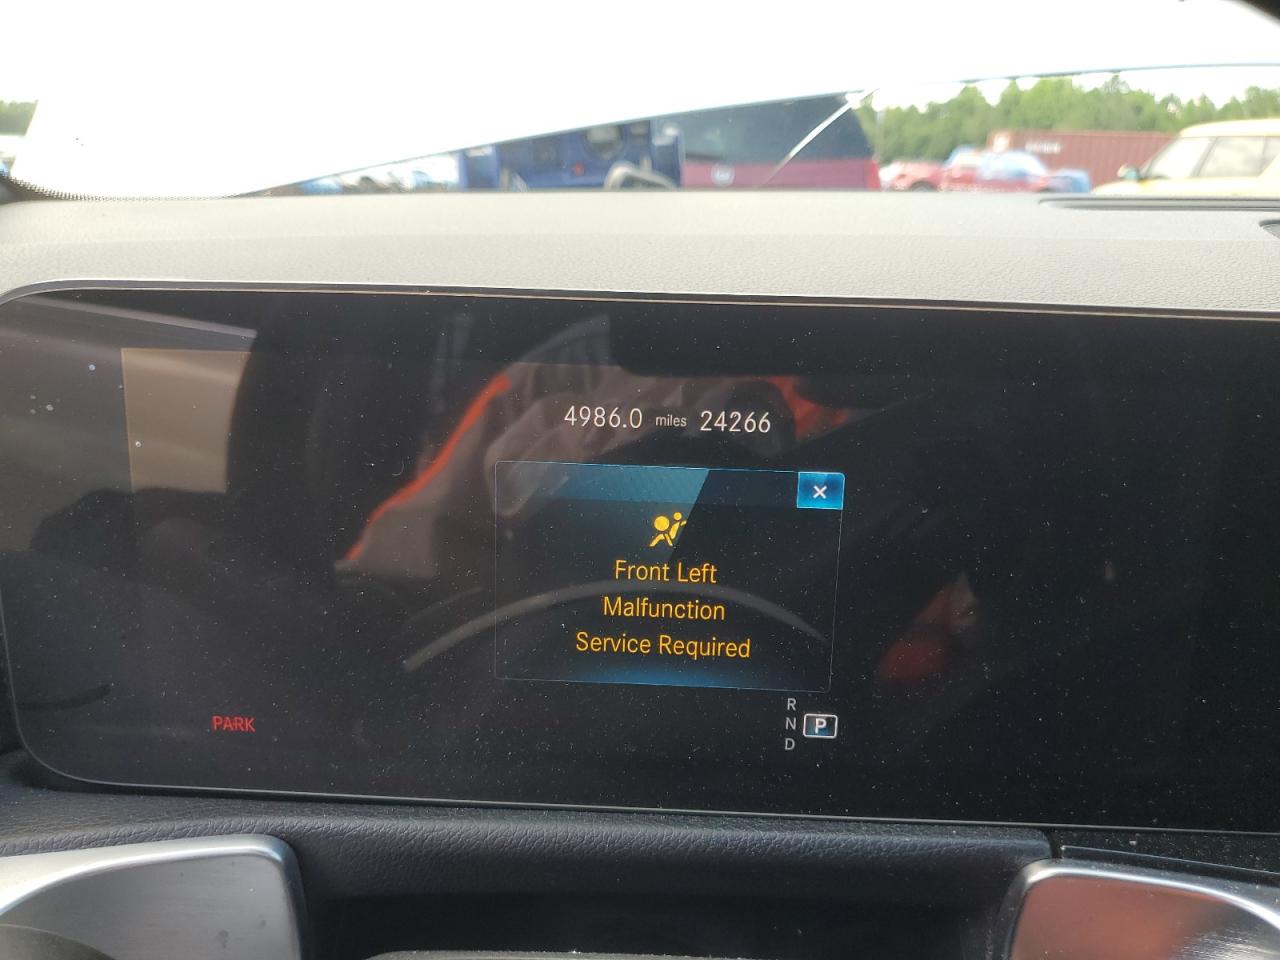 4986.0 miles 24266
×
Front Left
Malfunction
Service Required
R
N P
D
PARK